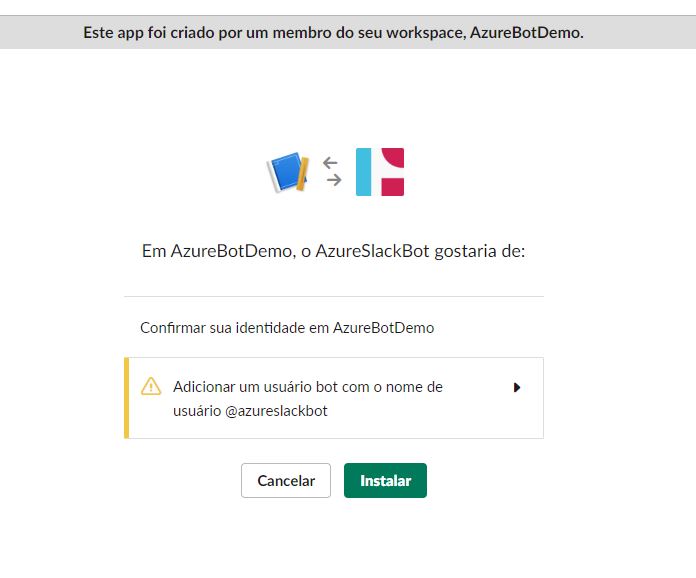 Este app foi criado por um membro do seu workspace, AzureBotDemo.
Em AzureBotDemo, o AzureSlackBot gostaria de:
Confirmar sua identidade em AzureBotDemo
Adicionar um usuário bot com o nome de
usuário @azureslackbot
Cancelar
Instalar